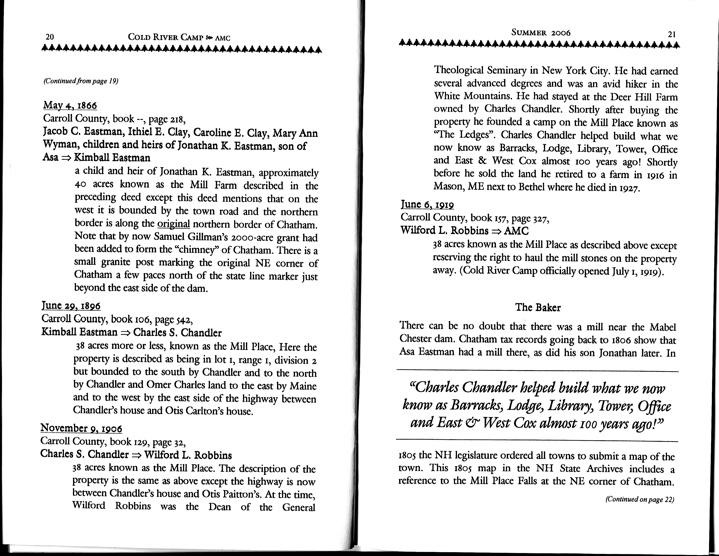 20
Cold River Camp AMC
(Continued from page 19)
May 4, 1866
Carroll County, book --, page 218,
Jacob C. Eastman, Ithiel E. Clay, Caroline E. Clay, Mary Ann
Wyman, children and heirs of Jonathan K. Eastman, son of
Asa ⇒ Kimball Eastman
a child and heir of Jonathan K. Eastman, approximately
40 acres known as the Mill Farm described in the
preceding deed except this deed mentions that on the
west it is bounded by the town road and the northern
border is along the original northern border of Chatham.
Note that by now Samuel Gillman's 2000-acre grant had
been added to form the "chimney" of Chatham. There is a
small granite post marking the original NE corner of
Chatham a few paces north of the state line marker just
beyond the east side of the dam.
June 29, 1896
Carroll County, book 106, page 542,
Kimball Eastman ⇒ Charles S. Chandler
38 acres more or less, known as the Mill Place, Here the
property is described as being in lot 1, range 1, division 2
but bounded to the south by Chandler and to the north
by Chandler and Omer Charles land to the east by Maine
and to the west by the east side of the highway between
Chandler's house and Otis Carlton's house.
November 9, 1906
Carroll County, book 129, page 32,
Charles S. Chandler ⇒ Wilford L. Robbins
38 acres known as the Mill Place. The description of the
property is the same as above except the highway is now
between Chandler's house and Otis Paitton's. At the time,
Wilford Robbins was the Dean of the General
Summer 2006
21
Theological Seminary in New York City. He had earned
several advanced degrees and was an avid hiker in the
White Mountains. He had stayed at the Deer Hill Farm
owned by Charles Chandler. Shortly after buying the
property he founded a camp on the Mill Place known as
"The Ledges". Charles Chandler helped build what we
now know as Barracks, Lodge, Library, Tower, Office
and East & West Cox almost 100 years ago! Shortly
before he sold the land he retired to a farm in 1916 in
Mason, ME next to Bethel where he died in 1927.
June 6, 1919
Carroll County, book 157, page 327,
Wilford L. Robbins ⇒ AMC
38 acres known as the Mill Place as described above except
reserving the right to haul the mill stones on the property
away. (Cold River Camp officially opened July 1, 1919).
The Baker
There can be no doubt that there was a mill near the Mabel
Chester dam. Chatham tax records going back to 1806 show that
Asa Eastman had a mill there, as did his son Jonathan later. In
"Charles Chandler helped build what we now
know as Barracks, Lodge, Library, Tower, Office
and East & West Cox almost 100 years ago!"
1805 the NH legislature ordered all towns to submit a map of the
town. This 1805 map in the NH State Archives includes a
reference to the Mill Place Falls at the NE corner of Chatham.
(Continued on page 22)